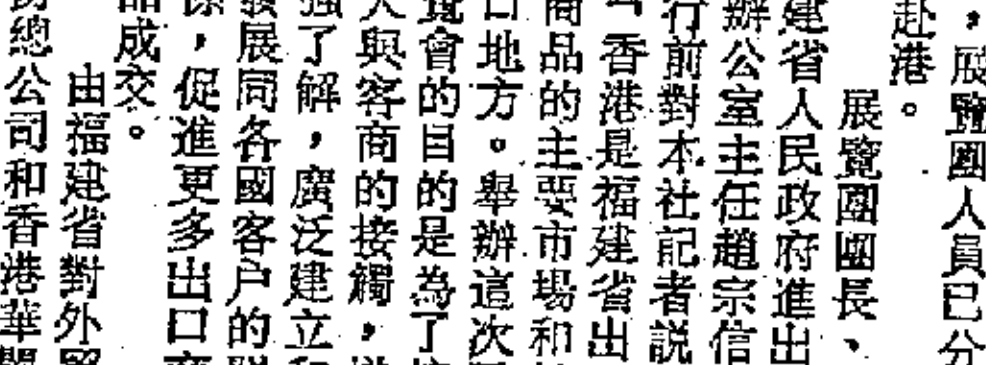 ，展覽團人員已分
赴港。
展覽團團長、
建省人民政府進出
辦公室主任趙宗信
行前對本社記者説
香港是福建省出
商品的主要市場和
口地方。舉辦這次
覽會的目的是為了
人與客商的接觸，
強了解，廣泛建立
發展同各國客户的
係，促進更多出口
品成交。
由福建省對外
總公司和香港華